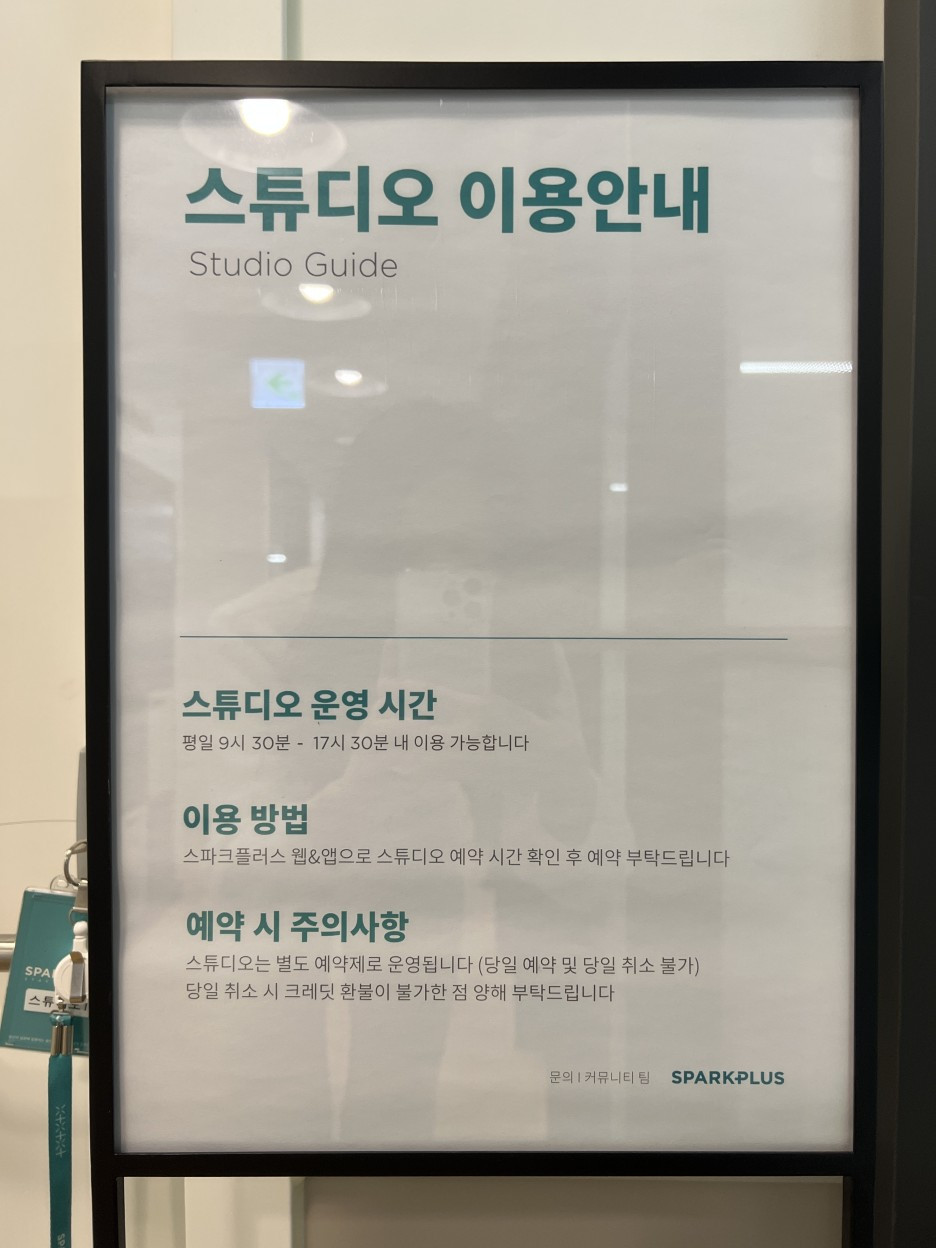 스튜디오 이용안내
Studio Guide
스튜디오 운영 시간
평일 9시 30분 - 17시 30분 내 이용 가능합니다
이용 방법
스파크플러스 웹&앱으로 스튜디오 예약 시간 확인 후 예약 부탁드립니다
예약 시 주의사항
스튜디오는 별도 예약제로 운영됩니다 (당일 예약 및 당일 취소 불가)
당일 취소 시 크레딧 환불이 불가한 점 양해 부탁드립니다
문의 I 커뮤니티 팀 SPARKPLUS
SPA